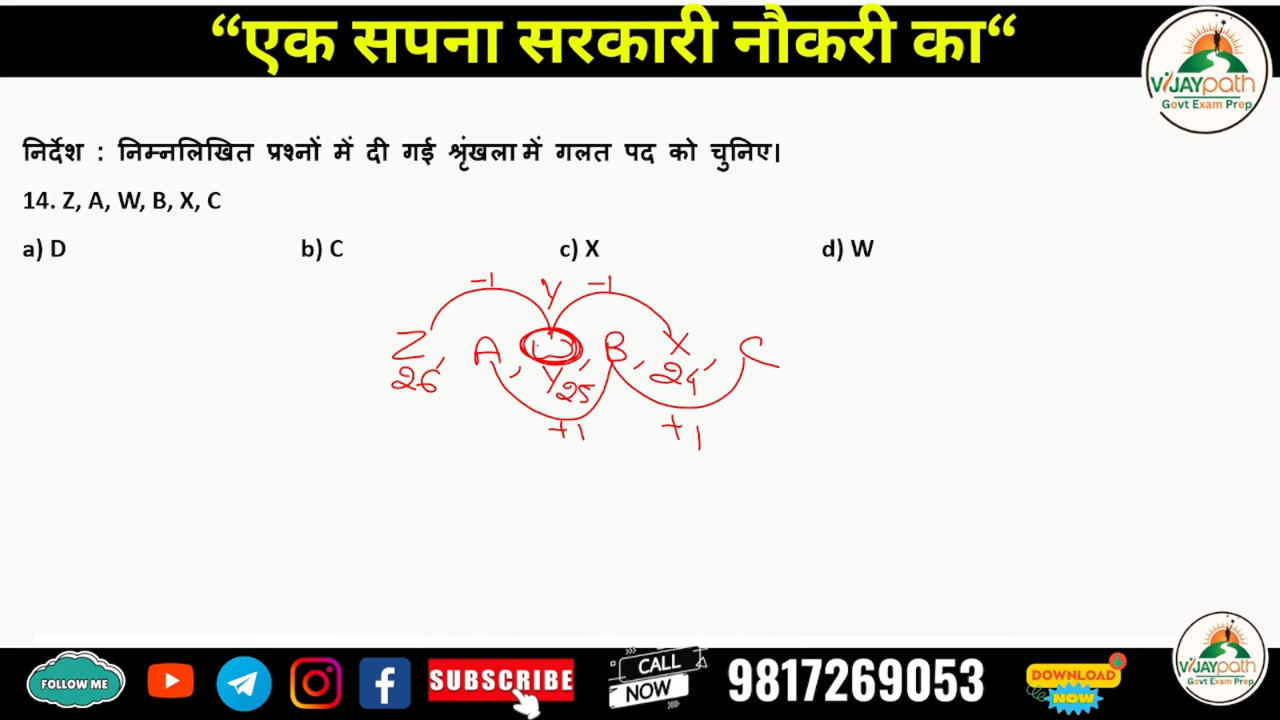 “एक सपना सरकारी नौकरी का“
VIJAYpath
Govt Exam Prep
निर्देश : निम्नलिखित प्रश्नों में दी गई श्रृंखला में गलत पद को चुनिए।
14. Z, A, W, B, X, C
a) D b) C c) X d) W
-1 Y -1
Z, A, W, B, X, C
26 Y 25 24
+1 +1
VIJAYpath
Govt Exam Prep
FOLLOW ME SUBSCRIBE CALL NOW 9817269053 DOWNLOAD NOW